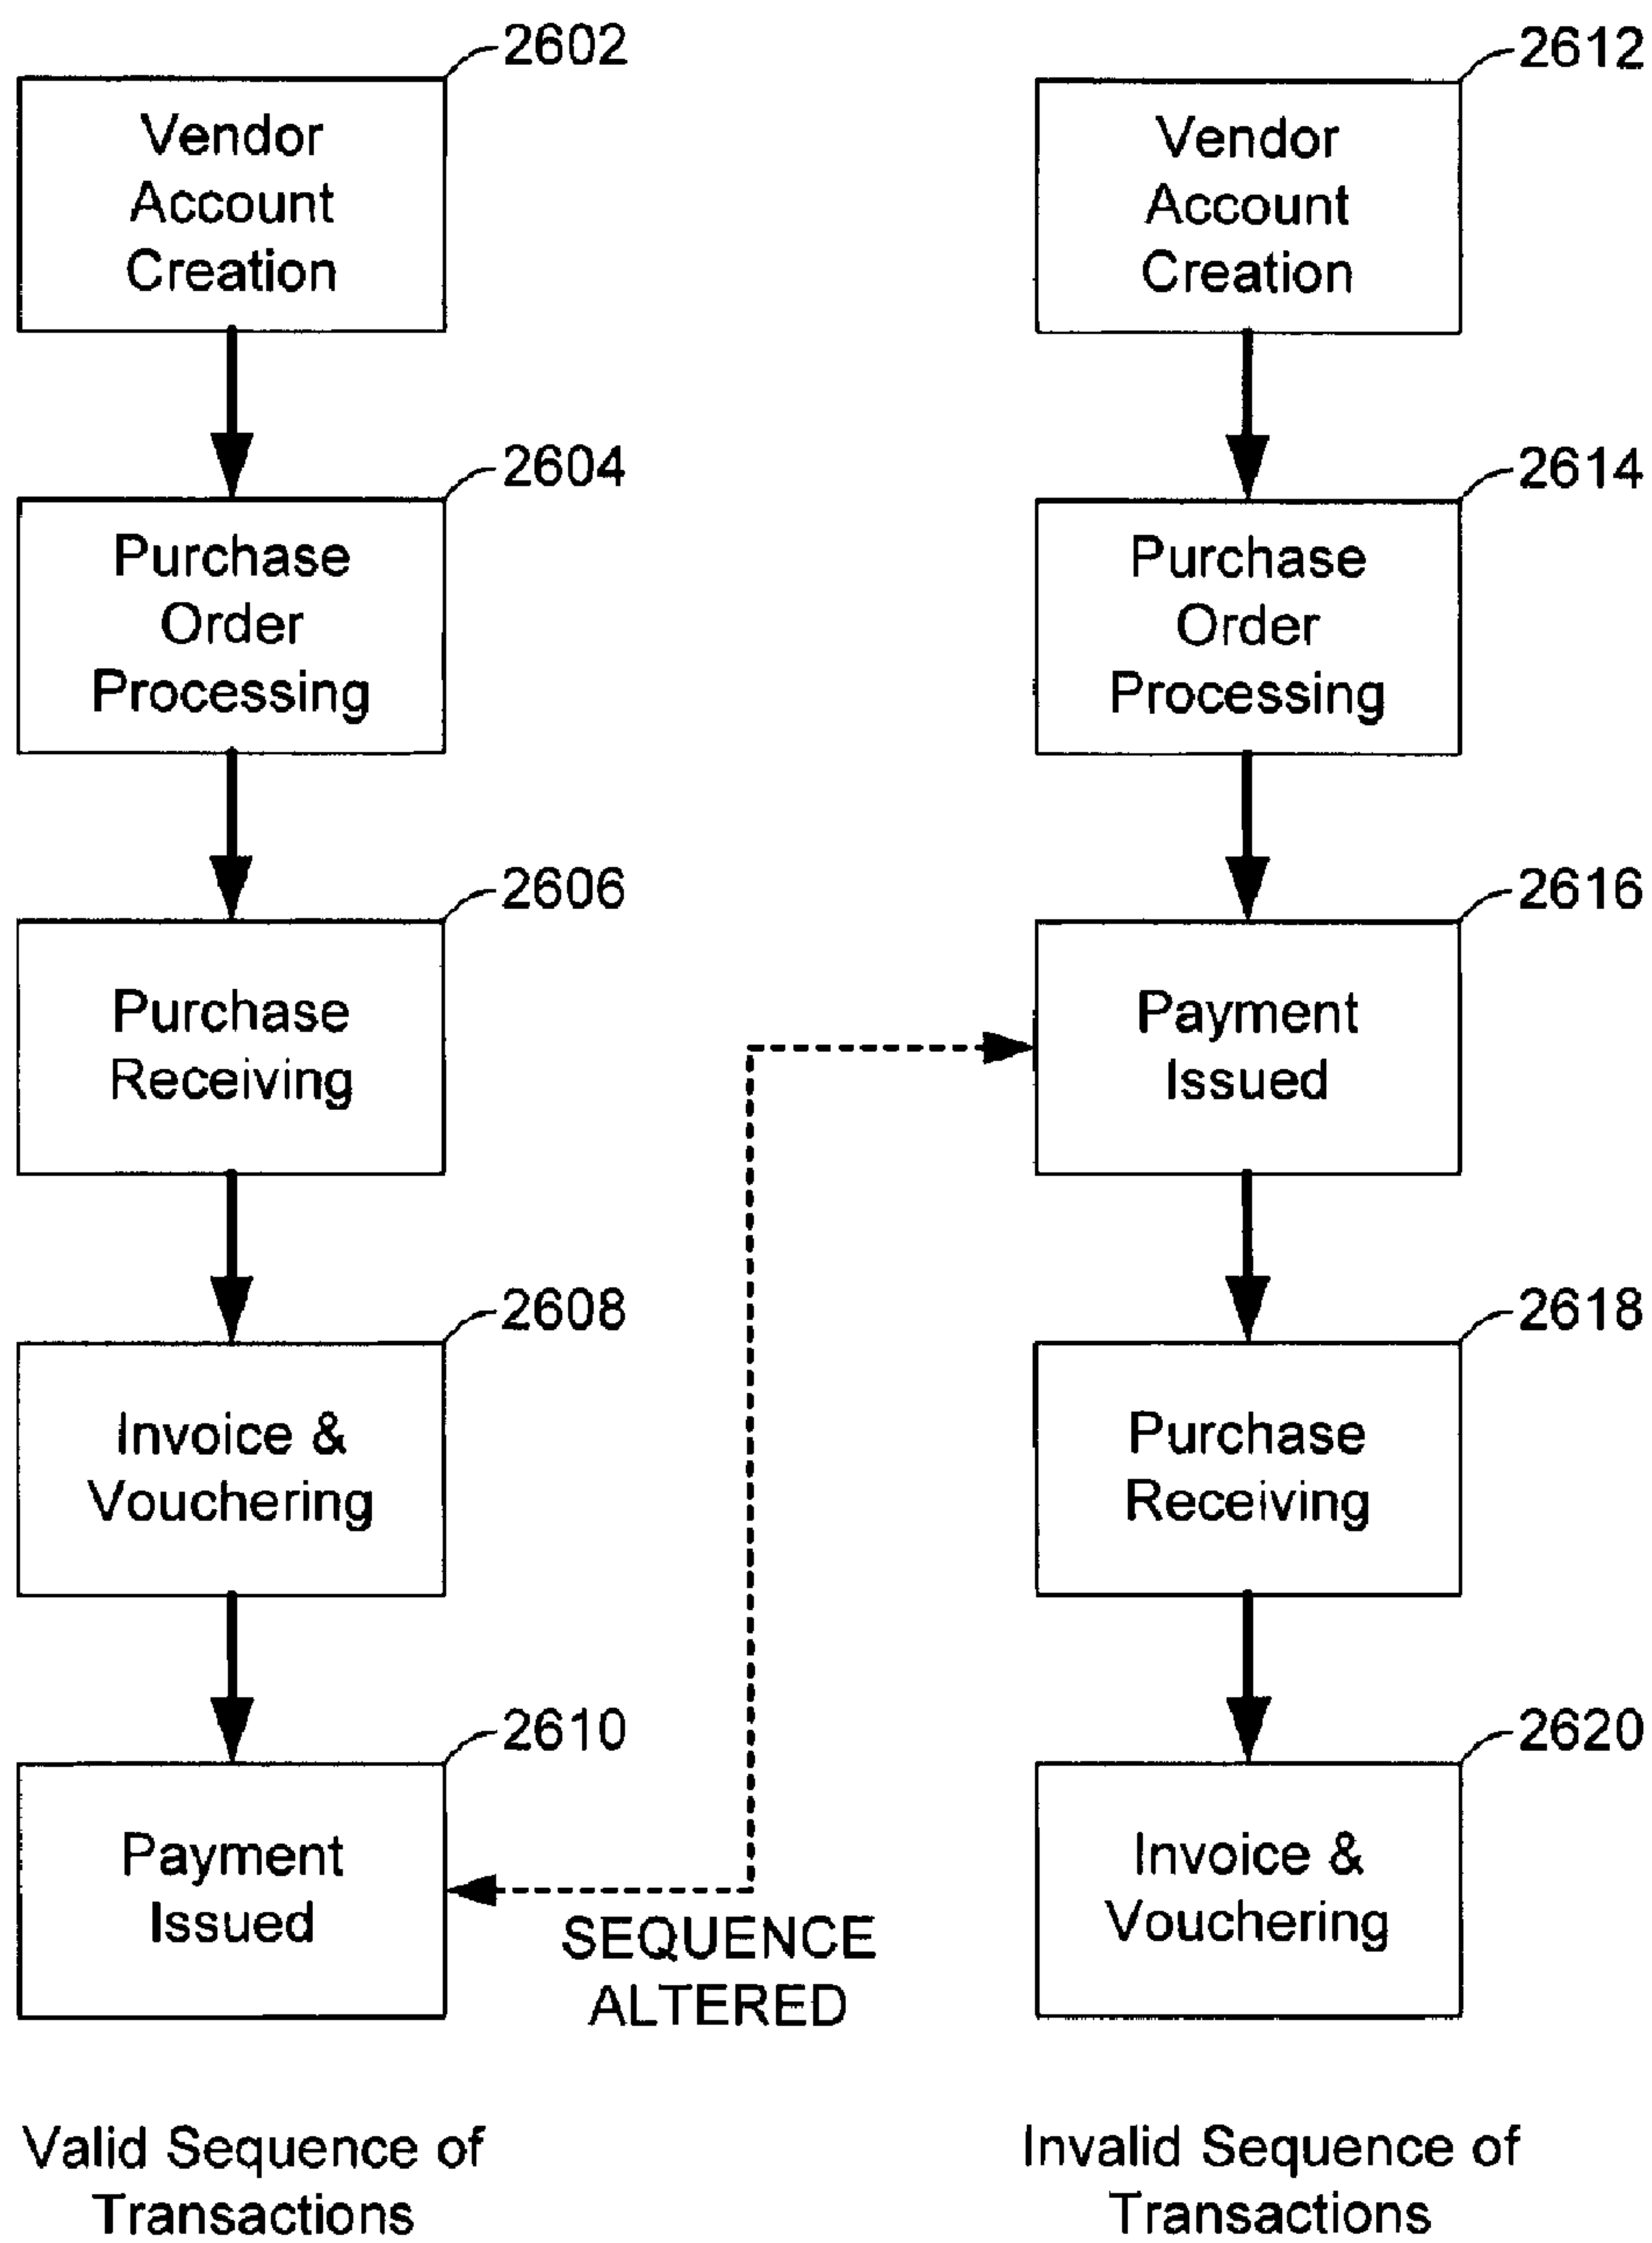 2602
Vendor
Account
Creation
2604
Purchase
Order
Processing
2606
Purchase
Receiving
2608
Invoice &
Vouchering
2610
Payment
Issued
SEQUENCE
ALTERED
Valid Sequence of
Transactions
2612
Vendor
Account
Creation
2614
Purchase
Order
Processing
2616
Payment
Issued
2618
Purchase
Receiving
2620
Invoice &
Vouchering
Invalid Sequence of
Transactions